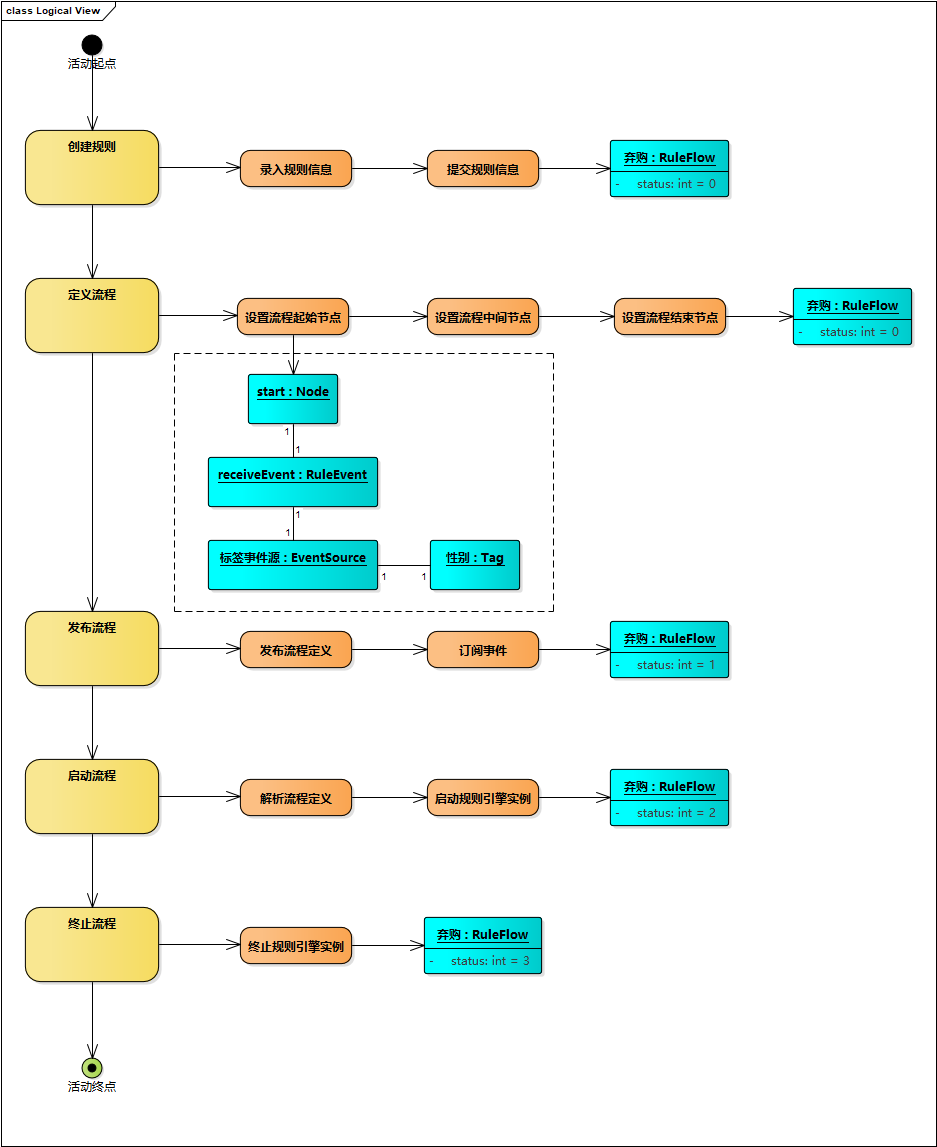 class Logical View
活动起点
创建规则
录入规则信息
提交规则信息
弃购 : RuleFlow
- status: int = 0
定义流程
设置流程起始节点
设置流程中间节点
设置流程结束节点
弃购 : RuleFlow
- status: int = 0
start : Node
1
1
receiveEvent : RuleEvent
1
1
标签事件源 : EventSource
性别 : Tag
1
1
发布流程
发布流程定义
订阅事件
弃购 : RuleFlow
- status: int = 1
启动流程
解析流程定义
启动规则引擎实例
弃购 : RuleFlow
- status: int = 2
终止流程
终止规则引擎实例
弃购 : RuleFlow
- status: int = 3
活动终点